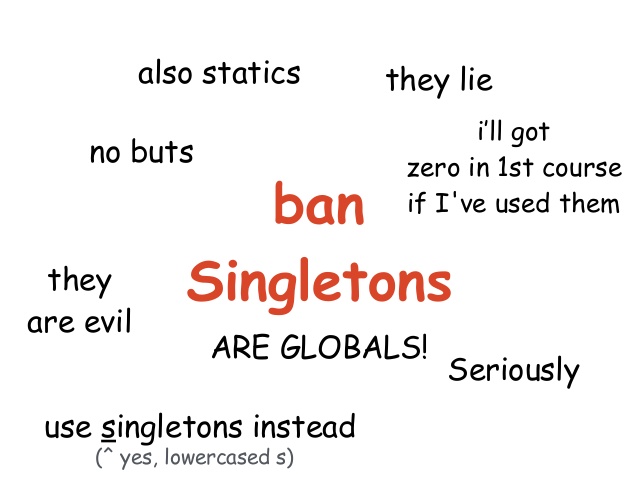 also statics
they lie
i'll got
zero in 1st course
if I've used them
no buts
ban
Singletons
they
are evil
ARE GLOBALS!
Seriously
use singletons instead
(^ yes, lowercased s)